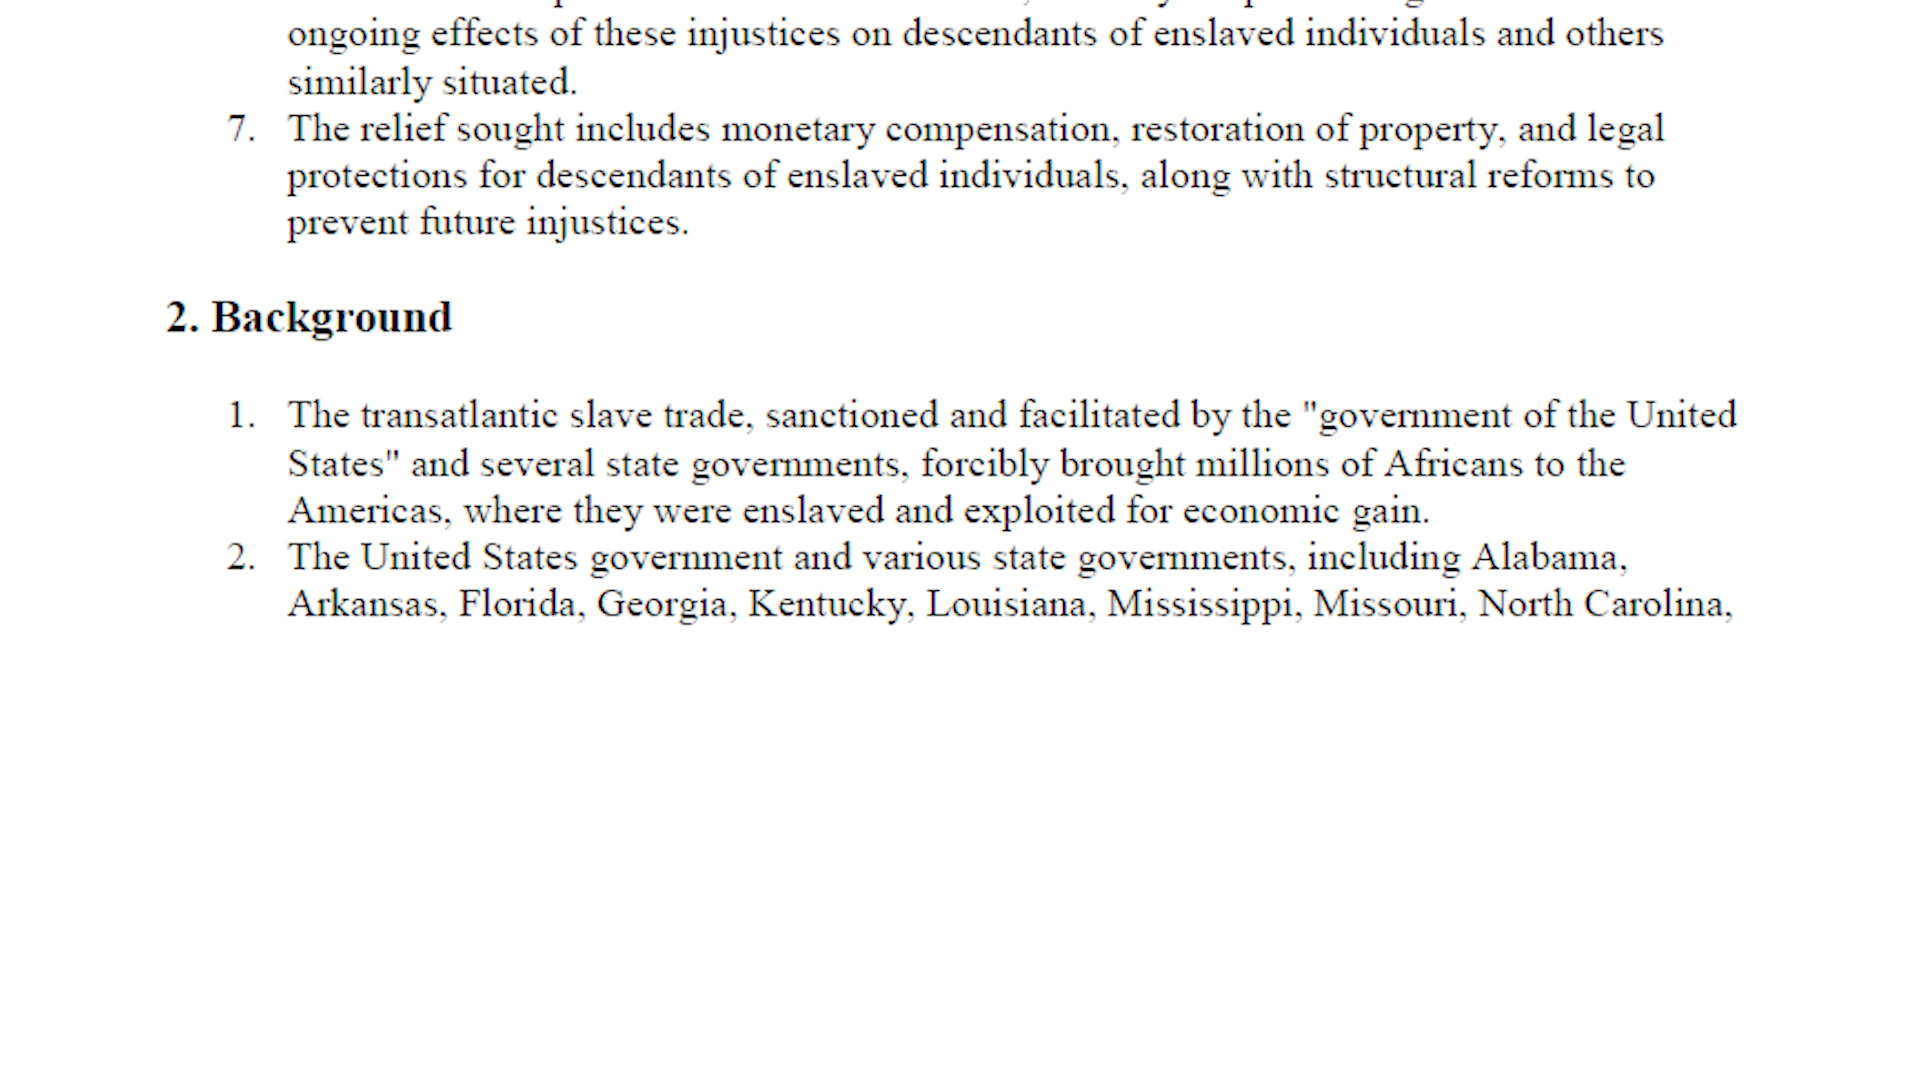 ongoing effects of these injustices on descendants of enslaved individuals and others
similarly situated.
7. The relief sought includes monetary compensation, restoration of property, and legal
protections for descendants of enslaved individuals, along with structural reforms to
prevent future injustices.
2. Background
1. The transatlantic slave trade, sanctioned and facilitated by the "government of the United
States" and several state governments, forcibly brought millions of Africans to the
Americas, where they were enslaved and exploited for economic gain.
2. The United States government and various state governments, including Alabama,
Arkansas, Florida, Georgia, Kentucky, Louisiana, Mississippi, Missouri, North Carolina,